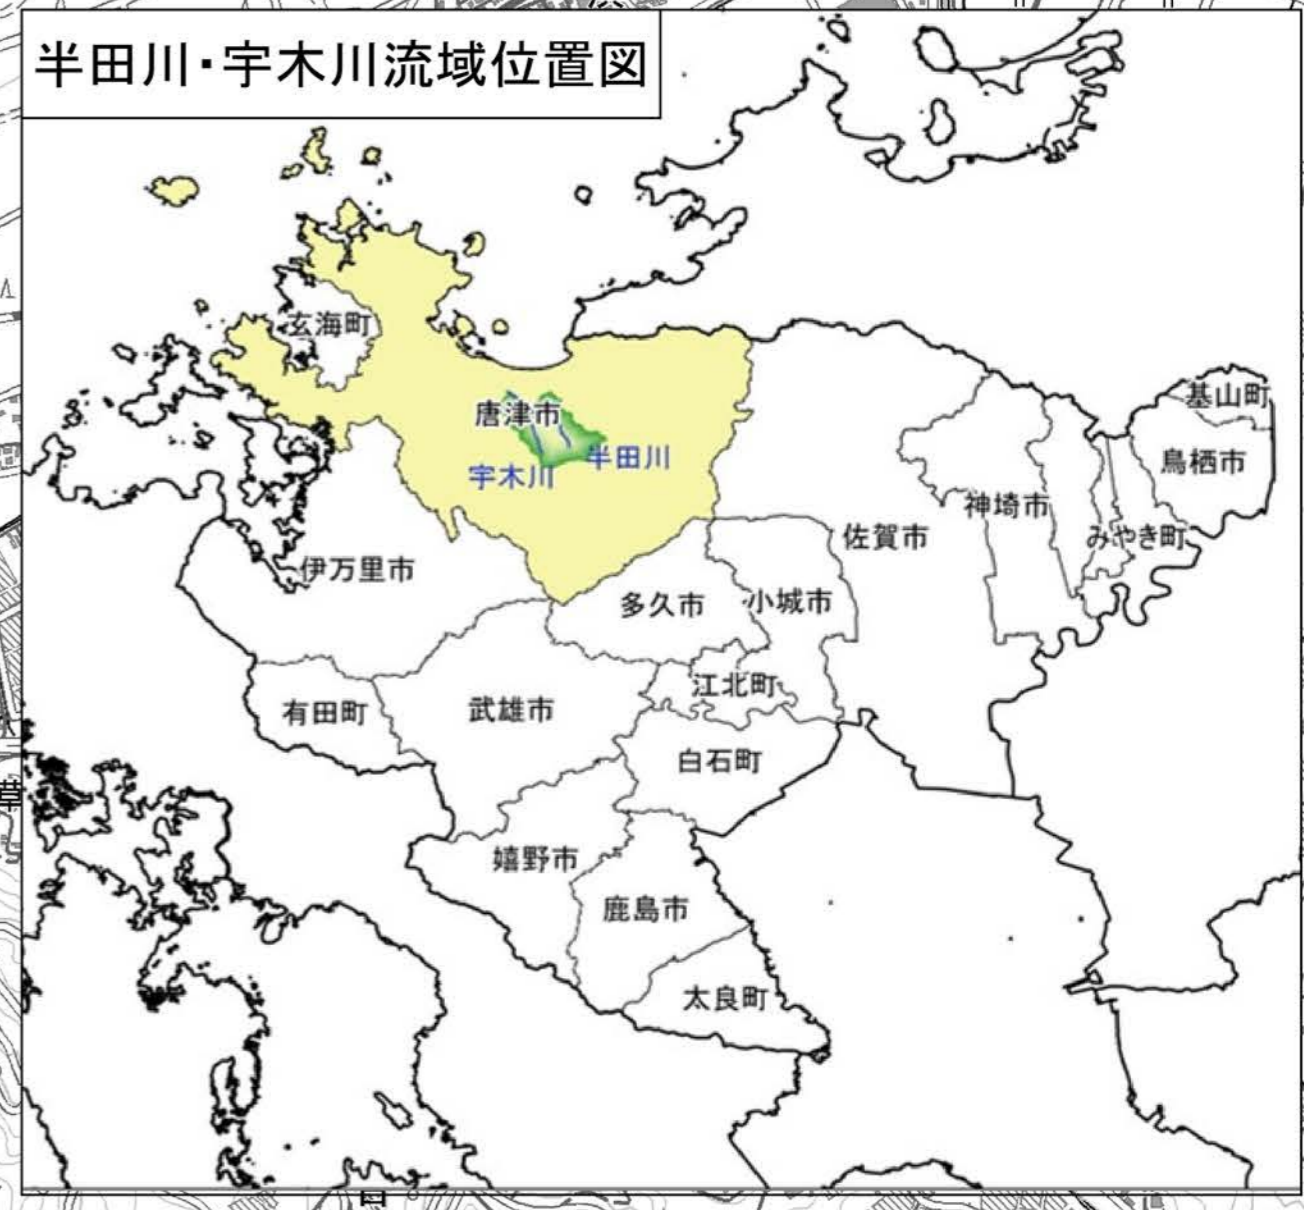 半田川・宇木川流域位置図
玄海町
唐津市
半田川
宇木川
基山町
鳥栖市
神埼市
みやき町
佐賀市
伊万里市
多久市
小城市
江北町
有田町
武雄市
白石町
嬉野市
鹿島市
太良町